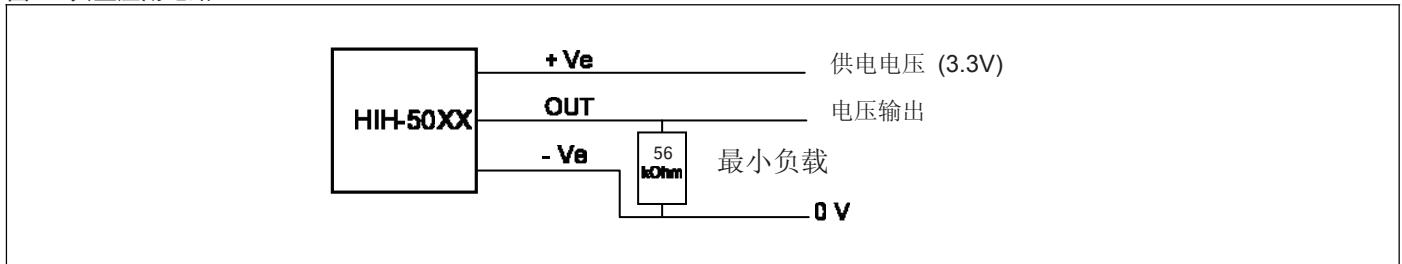 + Ve
供电电压 (3.3V)
HIH-50XX
OUT
电压输出
- Ve
56
kOhm
最小负载
0 V